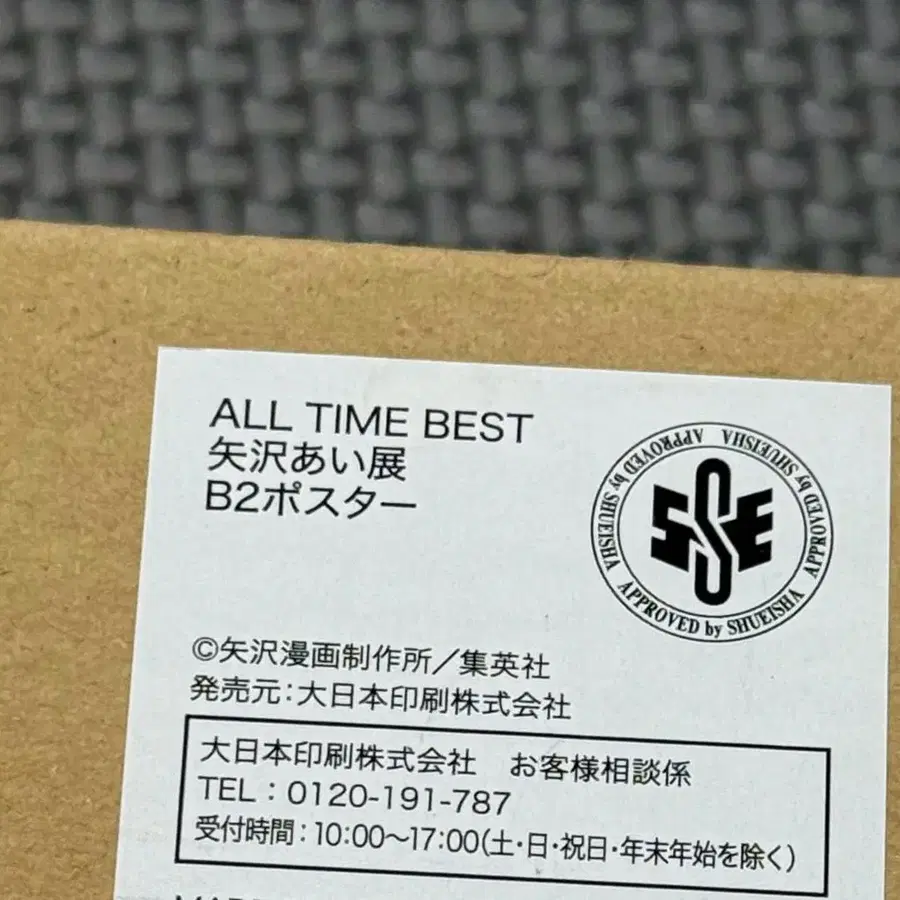 ALL TIME BEST
矢沢あい展
B2ポスター
APPROVED by SHUEISHA APPROVED by SHUEISHA APPROVED by SHUEISHA
SSE
©矢沢漫画制作所／集英社
発売元：大日本印刷株式会社
大日本印刷株式会社　お客様相談係
TEL：0120-191-787
受付時間：10:00〜17:00(土・日・祝日・年末年始を除く)